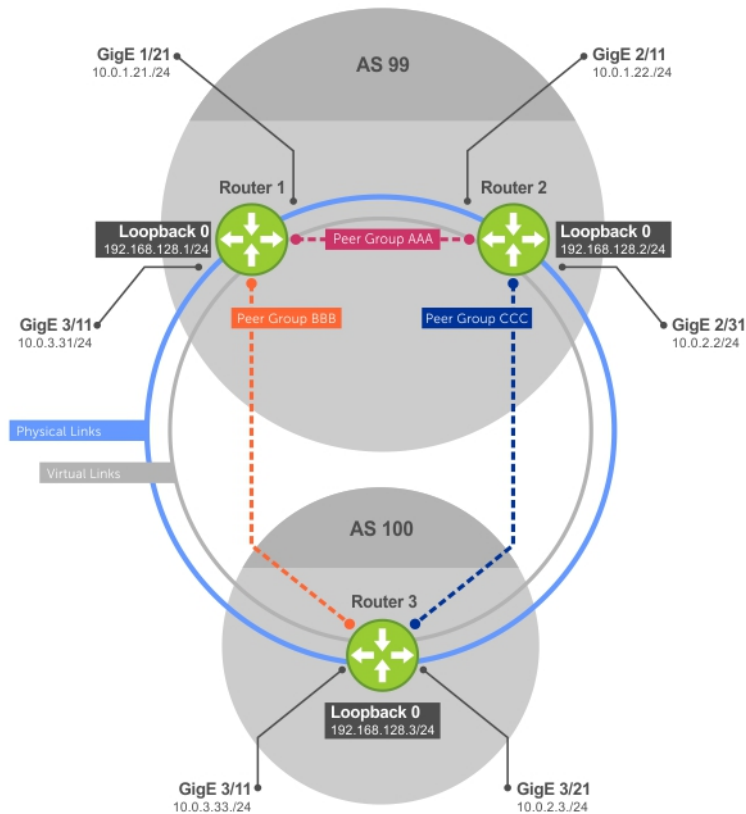 AS 99
GigE 1/21
10.0.1.21./24
GigE 2/11
10.0.1.22./24
Router 1
Router 2
Loopback 0
192.168.128.1/24
Peer Group AAA
Loopback 0
192.168.128.2/24
GigE 3/11
10.0.3.31/24
Peer Group BBB
Peer Group CCC
GigE 2/31
10.0.2.2/24
Physical Links
Virtual Links
AS 100
Router 3
Loopback 0
192.168.128.3/24
GigE 3/11
10.0.3.33./24
GigE 3/21
10.0.2.3./24